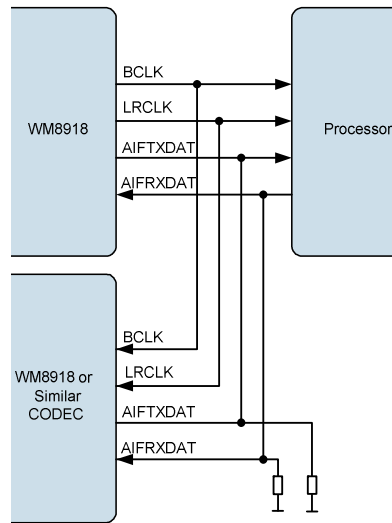 BCLK
LRCLK
WM8918
Processor
AIFTXDAT
AIFRXDAT
BCLK
LRCLK
WM8918 or
Similar
CODEC
AIFTXDAT
AIFRXDAT